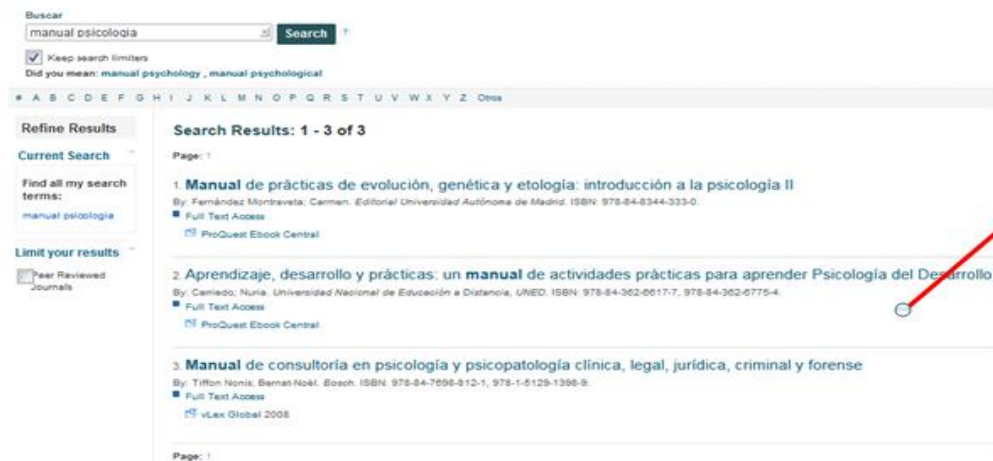 Buscar
manual psicologia
Search
Keep search limiters
Did you mean: manual psychology , manual psychological
# A B C D E F G H I J K L M N O P Q R S T U V W X Y Z Otros
Refine Results
Search Results: 1 - 3 of 3
Current Search
Page: 1
Find all my search
terms:
manual psicologia
1. Manual de prácticas de evolución, genética y etología: introducción a la psicología II
By: Fernández Montraveta; Carmen. Editorial Universidad Autónoma de Madrid. ISBN: 978-84-8344-333-0.
Full Text Access
ProQuest Ebook Central
Limit your results
Peer Reviewed
Journals
2. Aprendizaje, desarrollo y prácticas: un manual de actividades prácticas para aprender Psicología del Desarrollo
By: Carriedo; Nuria. Universidad Nacional de Educación a Distancia, UNED. ISBN: 978-84-362-6617-7, 978-84-362-6775-4.
Full Text Access
ProQuest Ebook Central
3. Manual de consultoría en psicología y psicopatología clínica, legal, jurídica, criminal y forense
By: Tiffon Nonis; Bernat-Noël. Bosch. ISBN: 978-84-7698-812-1, 978-1-5129-1398-9.
Full Text Access
vLex Global 2008
Page: 1